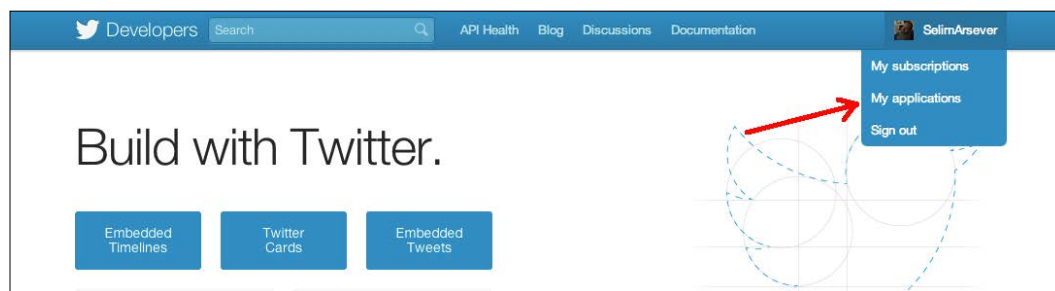 Developers Search API Health Blog Discussions Documentation SelimArsever
My subscriptions
My applications
Sign out
Build with Twitter.
Embedded
Timelines
Twitter
Cards
Embedded
Tweets